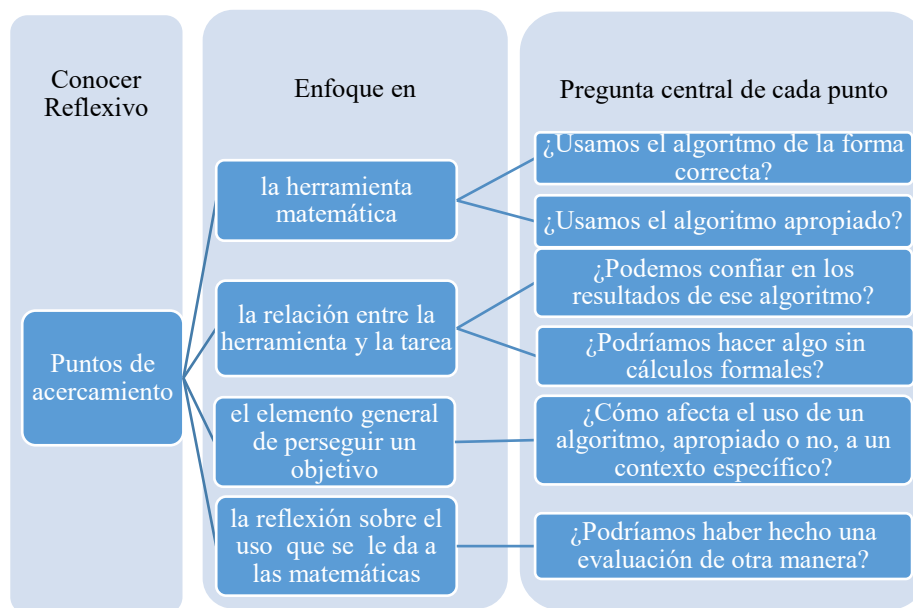 Conocer
Reflexivo
Enfoque en
Pregunta central de cada punto
Puntos de
acercamiento
la herramienta
matemática
¿Usamos el algoritmo de la forma
correcta?
¿Usamos el algoritmo apropiado?
la relación entre la
herramienta y la tarea
¿Podemos confiar en los
resultados de ese algoritmo?
¿Podríamos hacer algo sin
cálculos formales?
el elemento general
de perseguir un
objetivo
¿Cómo afecta el uso de un
algoritmo, apropiado o no, a un
contexto específico?
la reflexión sobre el
uso que se le da a
las matemáticas
¿Podríamos haber hecho una
evaluación de otra manera?